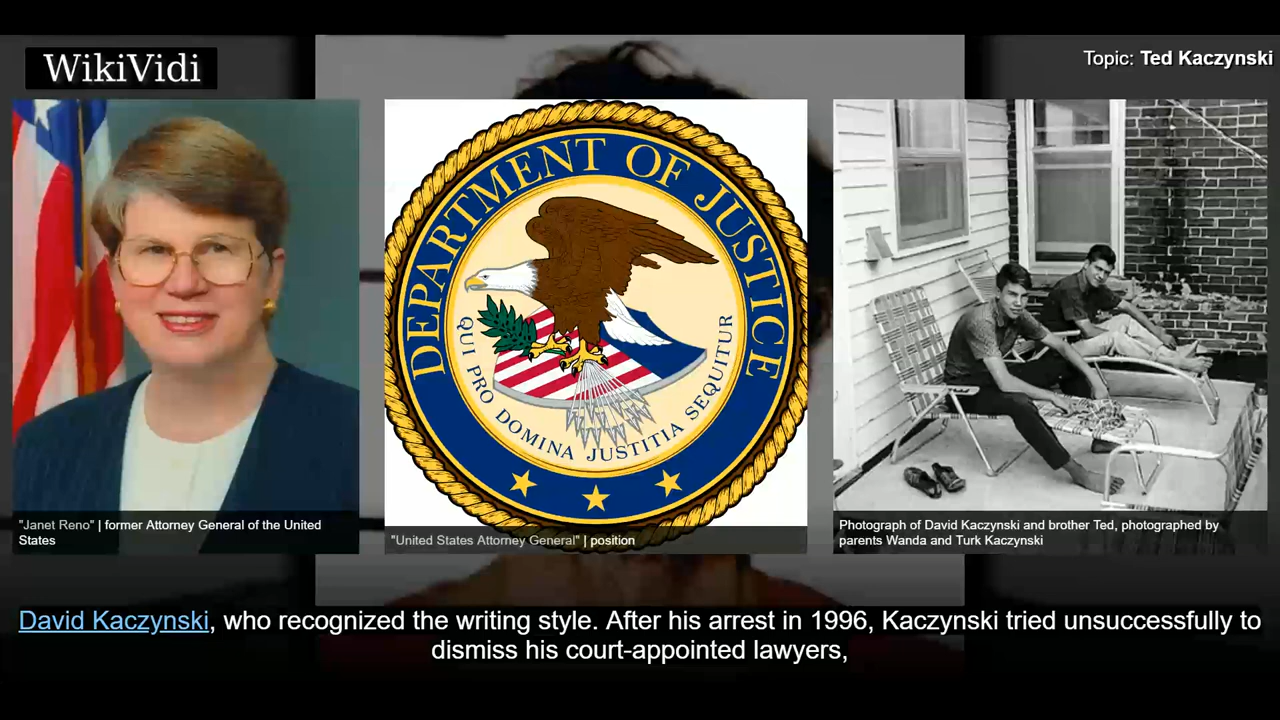 WikiVidi
Topic: Ted Kaczynski
DEPARTMENT OF JUSTICE
QUI PRO DOMINA JUSTITIA SEQUITUR
"Janet Reno" | former Attorney General of the United
States
"United States Attorney General" | position
Photograph of David Kaczynski and brother Ted, photographed by
parents Wanda and Turk Kaczynski
David Kaczynski, who recognized the writing style. After his arrest in 1996, Kaczynski tried unsuccessfully to
dismiss his court-appointed lawyers,